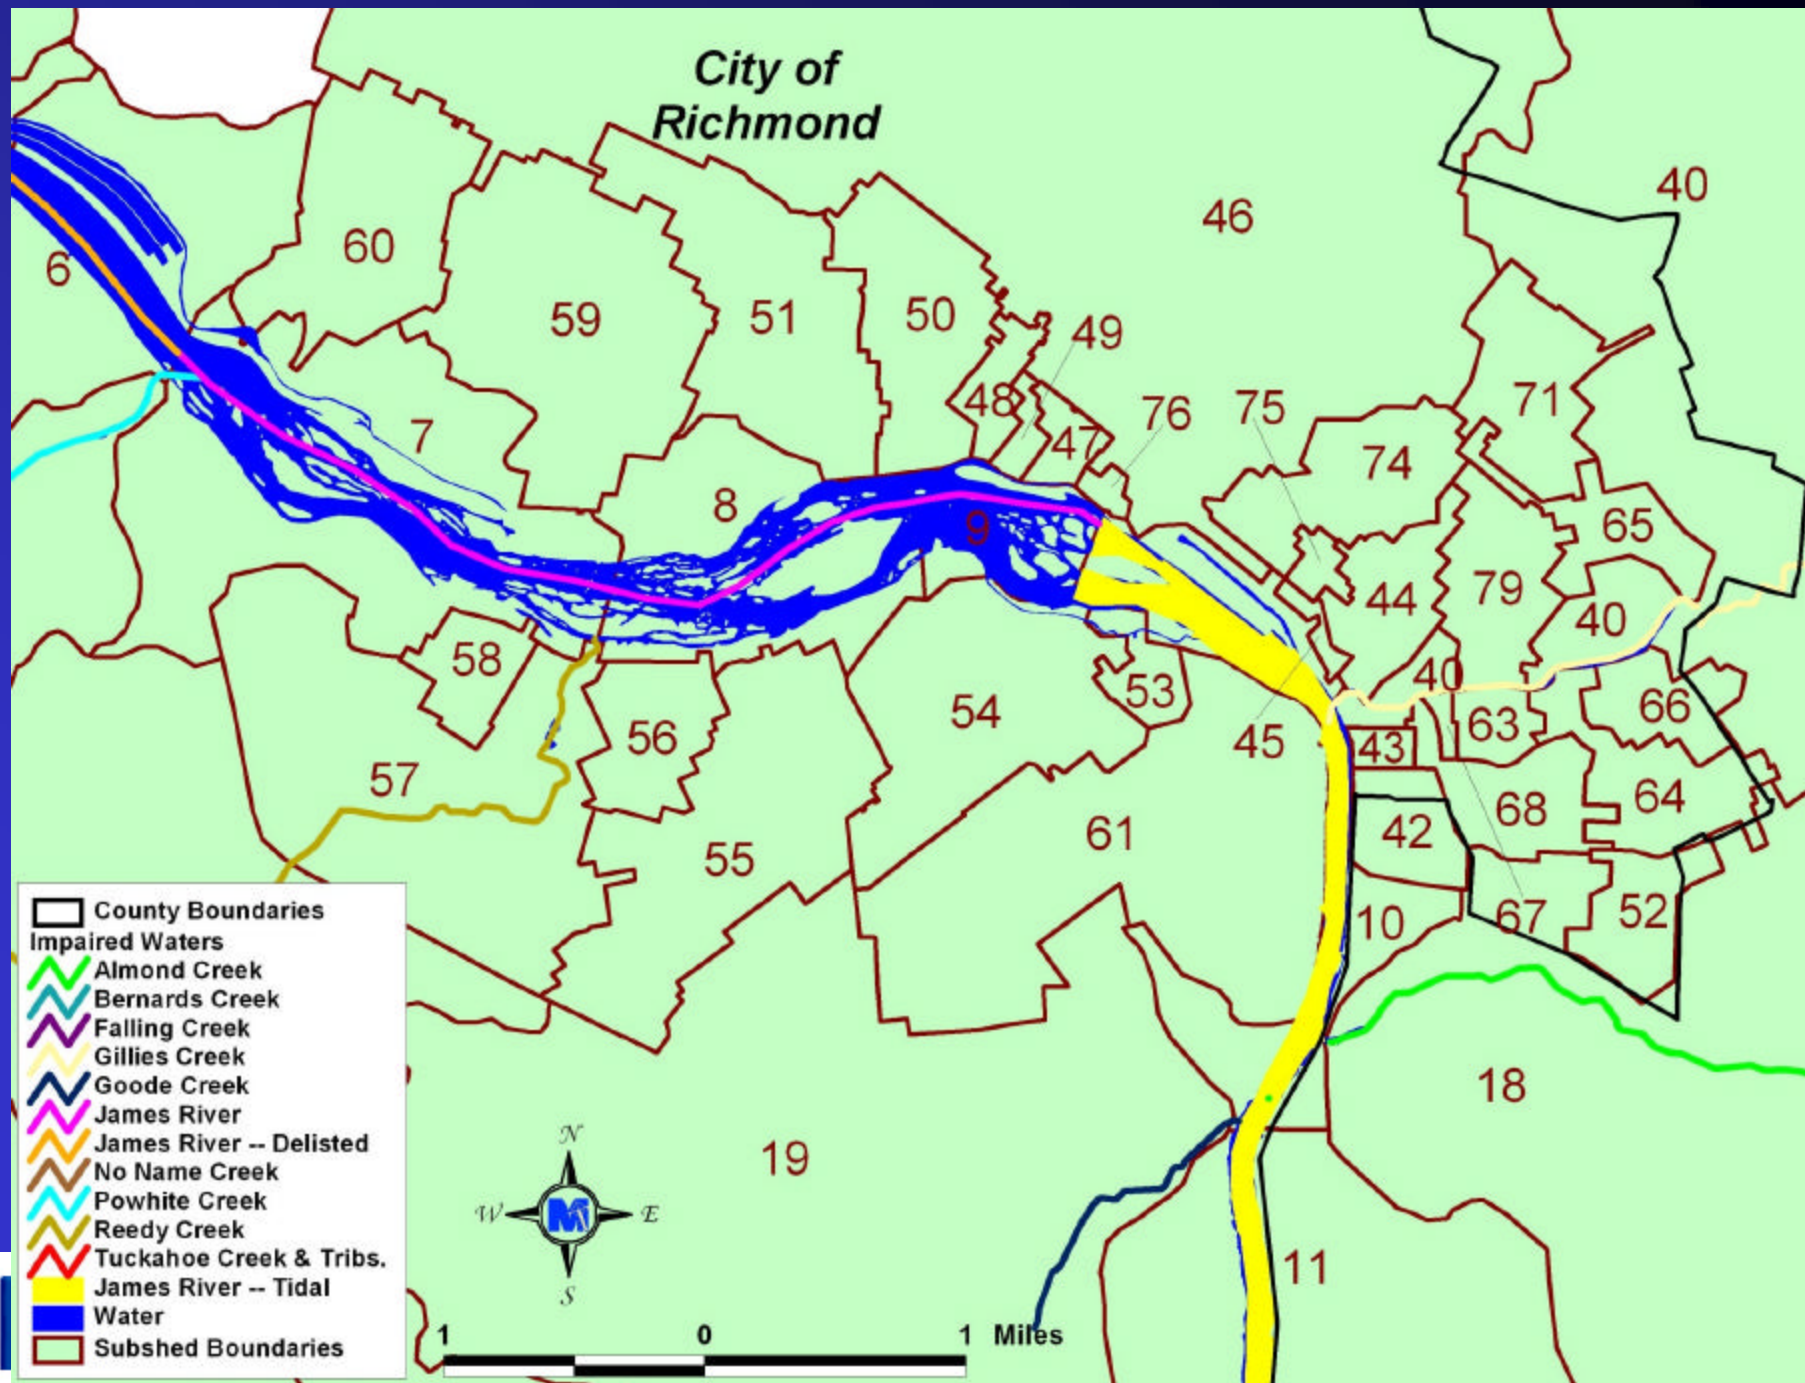 City of
Richmond
40
46
60
6
59
51
50
49
48
76
75
71
47
74
7
8
9
65
44
79
40
58
40
53
66
54
56
45
43
63
57
68
64
61
42
55
10
67
52
18
19
11
County Boundaries
Impaired Waters
Almond Creek
Bernards Creek
Falling Creek
Gillies Creek
Goode Creek
James River
James River -- Delisted
No Name Creek
Powhite Creek
Reedy Creek
Tuckahoe Creek & Tribs.
James River -- Tidal
Water
Subshed Boundaries
N
W M E
S
1 0 1 Miles